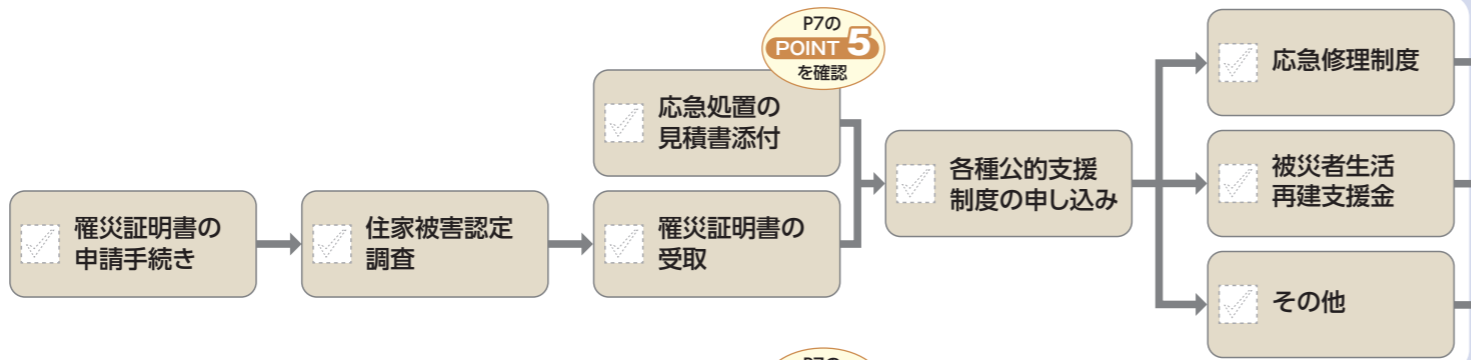 P7の
POINT 5
を確認
応急処置の
見積書添付
罹災証明書の
申請手続き
住家被害認定
調査
罹災証明書の
受取
各種公的支援
制度の申し込み
応急修理制度
被災者生活
再建支援金
その他
P7の